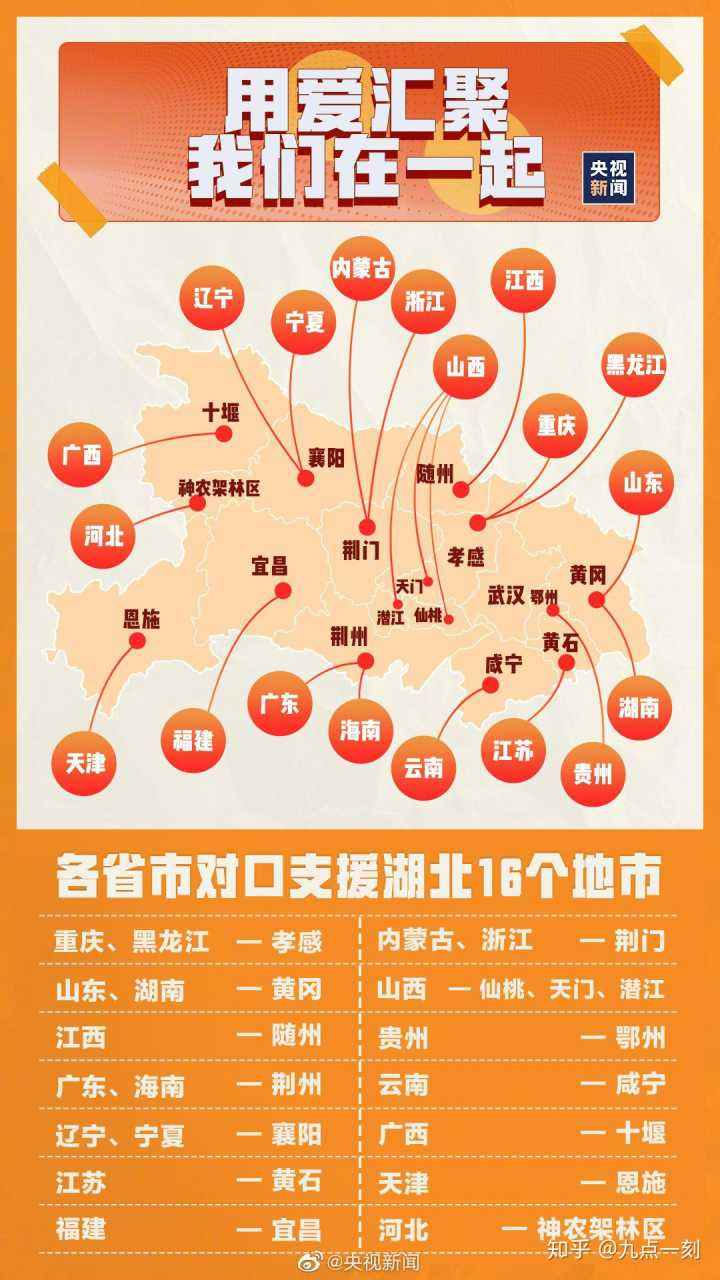 用爱汇聚
我们在一起
央视
新闻
内蒙古
江西
辽宁
浙江
宁夏
山西
黑龙江
十堰
重庆
广西
襄阳
随州
山东
神农架林区
河北
荆门
孝感
宜昌
天门
黄冈
武汉
鄂州
潜江
仙桃
恩施
荆州
黄石
咸宁
广东
湖南
海南
福建
江苏
天津
云南
贵州
各省市对口支援湖北16个地市
重庆、黑龙江 — 孝感
内蒙古、浙江 — 荆门
山东、湖南 — 黄冈
山西 — 仙桃、天门、潜江
江西 — 随州
贵州 — 鄂州
广东、海南 — 荆州
云南 — 咸宁
辽宁、宁夏 — 襄阳
广西 — 十堰
江苏 — 黄石
天津 — 恩施
福建 — 宜昌
河北 — 神农架林区
知乎 @九点一刻
@央视新闻